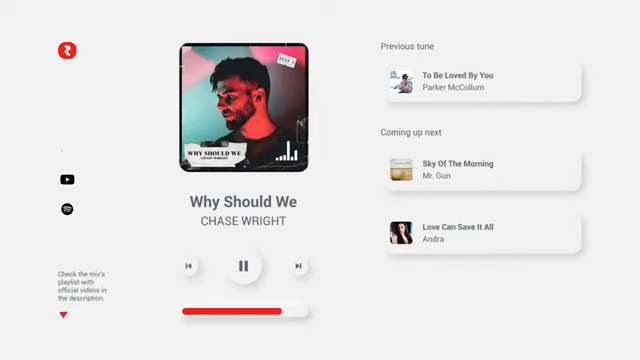 Previous tune
To Be Loved By You
Parker McCollum
Coming up next
Sky Of The Morning
Mr. Gun
Love Can Save It All
Andra
WHY SHOULD WE
CHASE WRIGHT
Why Should We
CHASE WRIGHT
Check the mix's
playlist with
official videos in
the description.